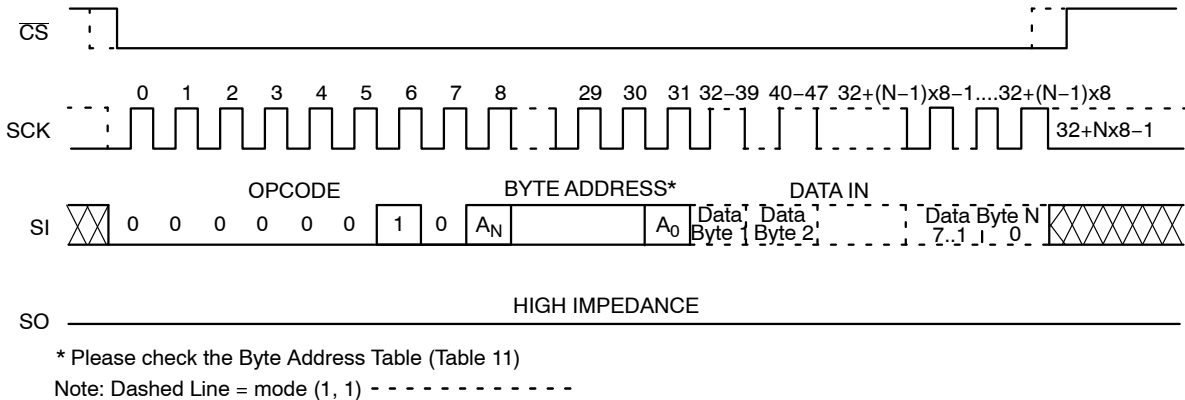 CS
0 1 2 3 4 5 6 7 8 29 30 31 32−39 40−47 32+(N−1)x8−1....32+(N−1)x8
SCK
32+Nx8−1
OPCODE BYTE ADDRESS* DATA IN
SI 0 0 0 0 0 0 1 0 AN A0 Data Byte 1 Data Byte 2 Data Byte N 7..1 0
HIGH IMPEDANCE
SO
* Please check the Byte Address Table (Table 11)
Note: Dashed Line = mode (1, 1) - - - - - - - - - - - -